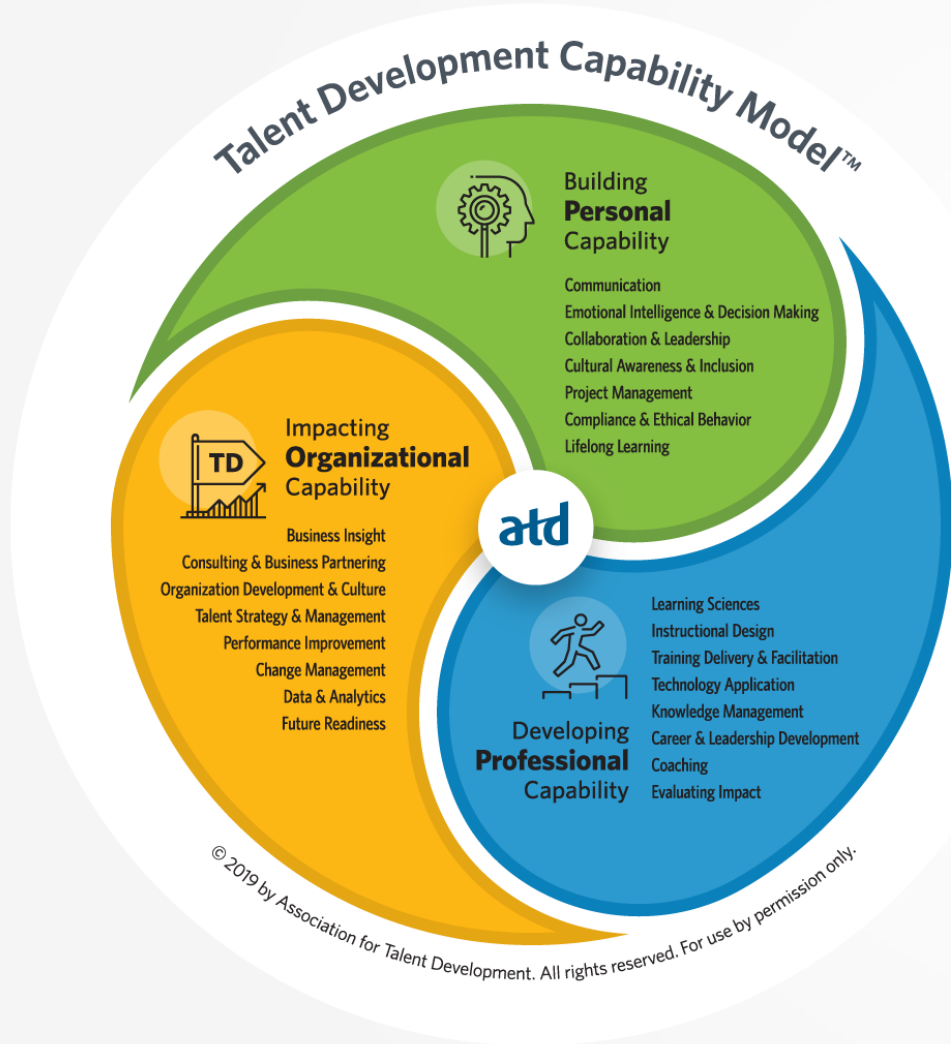 Talent Development Capability Model™
Building
Personal
Capability
Communication
Emotional Intelligence & Decision Making
Collaboration & Leadership
Cultural Awareness & Inclusion
Project Management
Compliance & Ethical Behavior
Lifelong Learning
TD
Impacting
Organizational
Capability
Business Insight
Consulting & Business Partnering
Organization Development & Culture
Talent Strategy & Management
Performance Improvement
Change Management
Data & Analytics
Future Readiness
atd
Developing
Professional
Capability
Learning Sciences
Instructional Design
Training Delivery & Facilitation
Technology Application
Knowledge Management
Career & Leadership Development
Coaching
Evaluating Impact
© 2019 by Association for Talent Development. All rights reserved. For use by permission only.